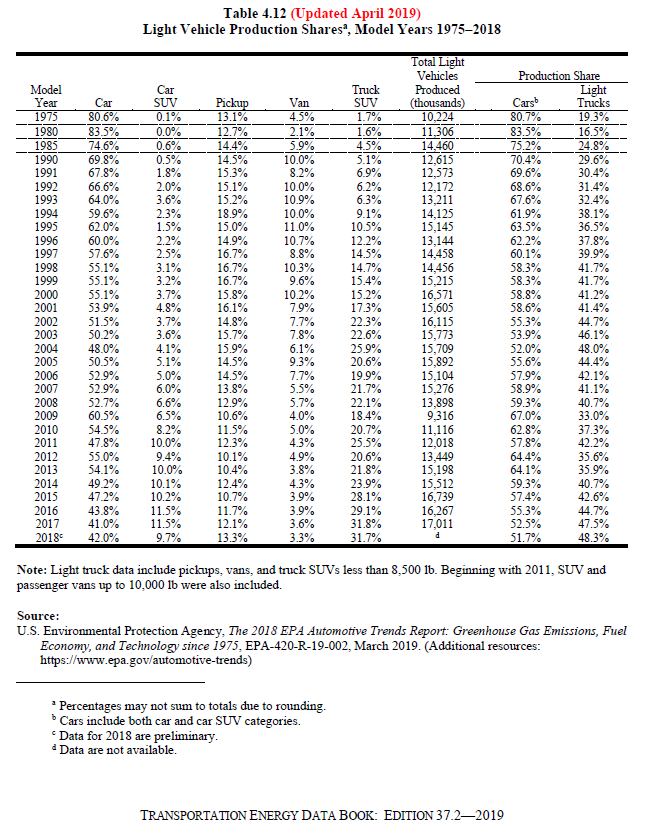 Table 4.12 (Updated April 2019)
Light Vehicle Production Sharesa, Model Years 1975–2018
Model Year Car Car SUV Pickup Van Truck SUV Total Light Vehicles Produced (thousands) Production Share Carsb Light Trucks
1975 80.6% 0.1% 13.1% 4.5% 1.7% 10,224 80.7% 19.3%
1980 83.5% 0.0% 12.7% 2.1% 1.6% 11,306 83.5% 16.5%
1985 74.6% 0.6% 14.4% 5.9% 4.5% 14,460 75.2% 24.8%
1990 69.8% 0.5% 14.5% 10.0% 5.1% 12,615 70.4% 29.6%
1991 67.8% 1.8% 15.3% 8.2% 6.9% 12,573 69.6% 30.4%
1992 66.6% 2.0% 15.1% 10.0% 6.2% 12,172 68.6% 31.4%
1993 64.0% 3.6% 15.2% 10.9% 6.3% 13,211 67.6% 32.4%
1994 59.6% 2.3% 18.9% 10.0% 9.1% 14,125 61.9% 38.1%
1995 62.0% 1.5% 15.0% 11.0% 10.5% 15,145 63.5% 36.5%
1996 60.0% 2.2% 14.9% 10.7% 12.2% 13,144 62.2% 37.8%
1997 57.6% 2.5% 16.7% 8.8% 14.5% 14,458 60.1% 39.9%
1998 55.1% 3.1% 16.7% 10.3% 14.7% 14,456 58.3% 41.7%
1999 55.1% 3.2% 16.7% 9.6% 15.4% 15,215 58.3% 41.7%
2000 55.1% 3.7% 15.8% 10.2% 15.2% 16,571 58.8% 41.2%
2001 53.9% 4.8% 16.1% 7.9% 17.3% 15,605 58.6% 41.4%
2002 51.5% 3.7% 14.8% 7.7% 22.3% 16,115 55.3% 44.7%
2003 50.2% 3.6% 15.7% 7.8% 22.6% 15,773 53.9% 46.1%
2004 48.0% 4.1% 15.9% 6.1% 25.9% 15,709 52.0% 48.0%
2005 50.5% 5.1% 14.5% 9.3% 20.6% 15,892 55.6% 44.4%
2006 52.9% 5.0% 14.5% 7.7% 19.9% 15,104 57.9% 42.1%
2007 52.9% 6.0% 13.8% 5.5% 21.7% 15,276 58.9% 41.1%
2008 52.7% 6.6% 12.9% 5.7% 22.1% 13,898 59.3% 40.7%
2009 60.5% 6.5% 10.6% 4.0% 18.4% 9,316 67.0% 33.0%
2010 54.5% 8.2% 11.5% 5.0% 20.7% 11,116 62.8% 37.3%
2011 47.8% 10.0% 12.3% 4.3% 25.5% 12,018 57.8% 42.2%
2012 55.0% 9.4% 10.1% 4.9% 20.6% 13,449 64.4% 35.6%
2013 54.1% 10.0% 10.4% 3.8% 21.8% 15,198 64.1% 35.9%
2014 49.2% 10.1% 12.4% 4.3% 23.9% 15,512 59.3% 40.7%
2015 47.2% 10.2% 10.7% 3.9% 28.1% 16,739 57.4% 42.6%
2016 43.8% 11.5% 11.7% 3.9% 29.1% 16,267 55.3% 44.7%
2017 41.0% 11.5% 12.1% 3.6% 31.8% 17,011 52.5% 47.5%
2018c 42.0% 9.7% 13.3% 3.3% 31.7% d 51.7% 48.3%
Note: Light truck data include pickups, vans, and truck SUVs less than 8,500 lb. Beginning with 2011, SUV and
passenger vans up to 10,000 lb were also included.
Source:
U.S. Environmental Protection Agency, The 2018 EPA Automotive Trends Report: Greenhouse Gas Emissions, Fuel
Economy, and Technology since 1975, EPA-420-R-19-002, March 2019. (Additional resources:
https://www.epa.gov/automotive-trends)
a Percentages may not sum to totals due to rounding.
b Cars include both car and car SUV categories.
c Data for 2018 are preliminary.
d Data are not available.
TRANSPORTATION ENERGY DATA BOOK: EDITION 37.2—2019